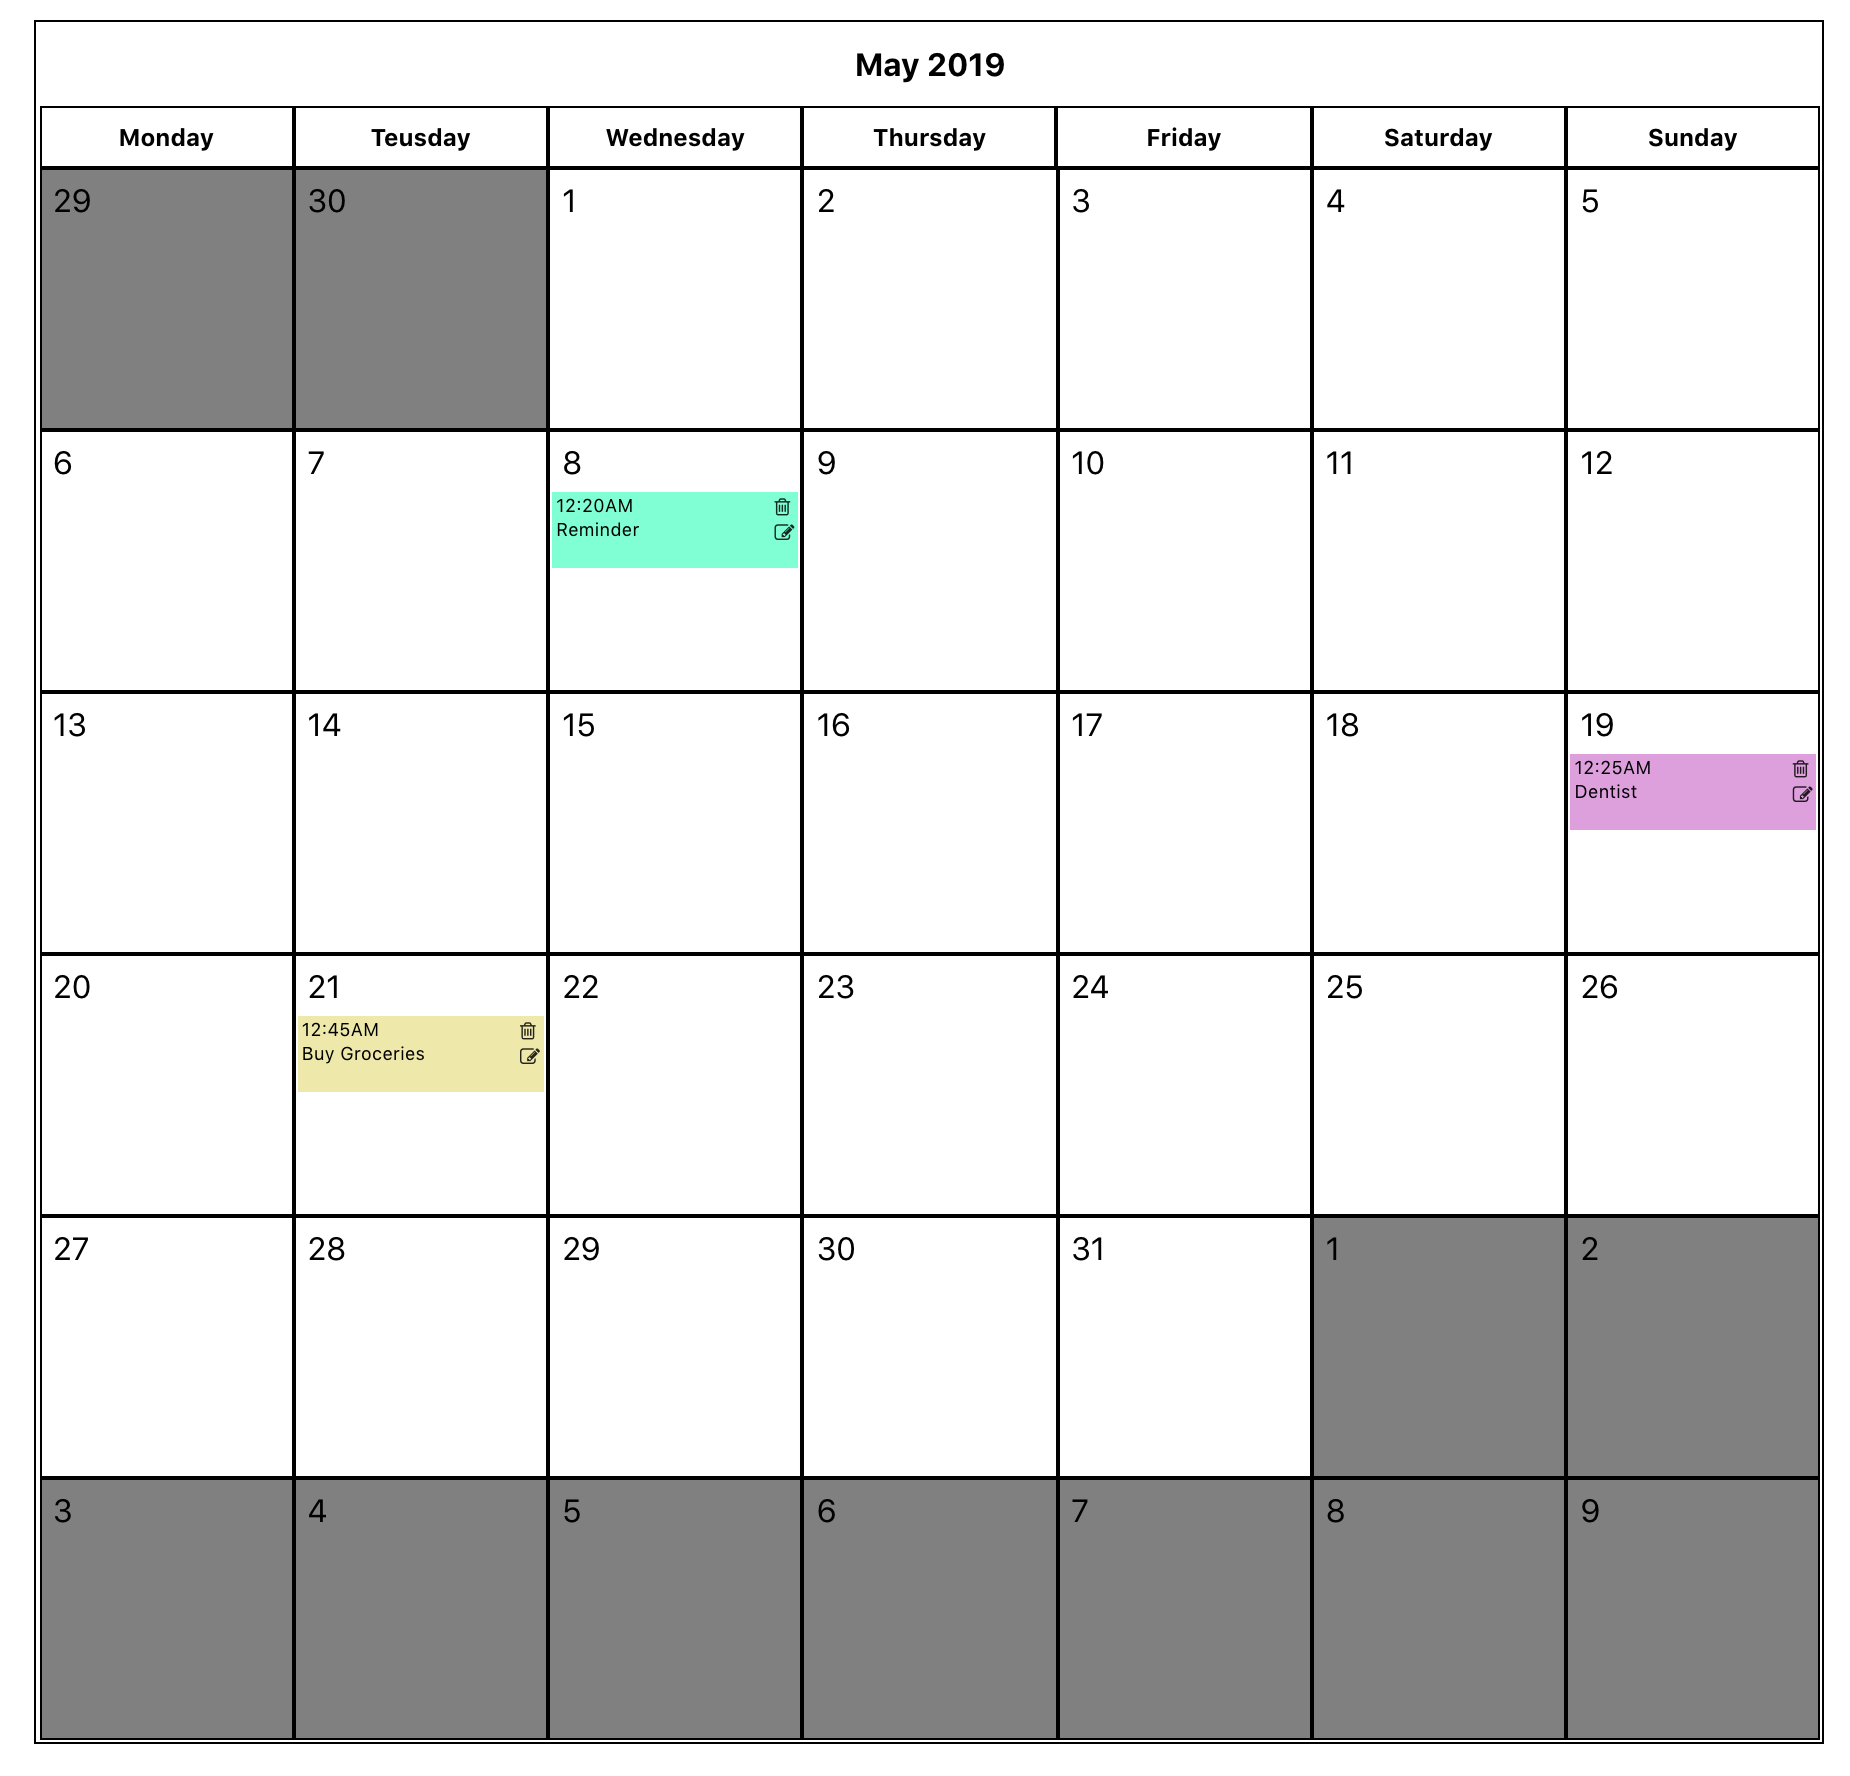 May 2019
Monday Teusday Wednesday Thursday Friday Saturday Sunday
29 30 1 2 3 4 5
6 7 8 9 10 11 12
12:20AM
Reminder
13 14 15 16 17 18 19
12:25AM
Dentist
20 21 22 23 24 25 26
12:45AM
Buy Groceries
27 28 29 30 31 1 2
3 4 5 6 7 8 9